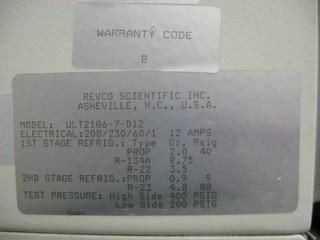 WARRANTY CODE
B
REVCO SCIENTIFIC INC.
ASHEVILLE, N.C., U.S.A.
MODEL: ULT2186-7-D12
ELECTRICAL:208/230/60/1 12 AMPS
1ST STAGE REFRIG.: Type Oz. Psig
PROP 2.0 40
R-134A 9.75
R-22 3.5
2ND STAGE REFRIG.:PROP 0.9 9
R-23 4.8 88
TEST PRESSURE: High Side 400 PSIG
Low Side 200 PSIG